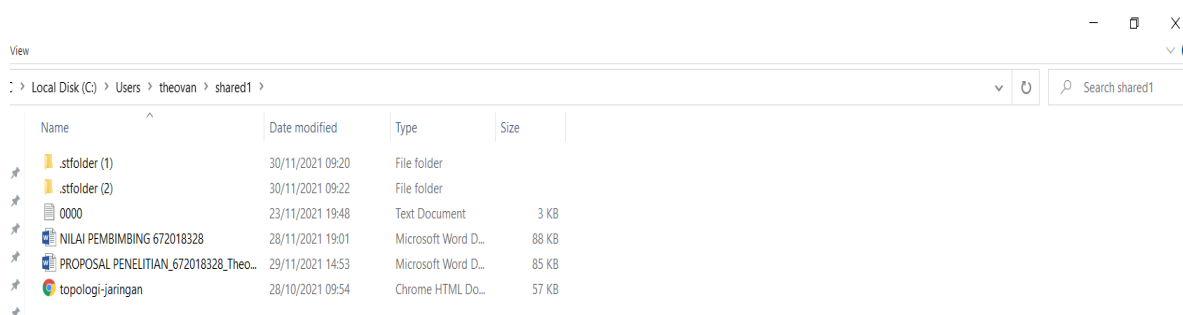 View
Local Disk (C:) > Users > theovan > shared1 >
Search shared1
Name Date modified Type Size
.stfolder (1) 30/11/2021 09:20 File folder
.stfolder (2) 30/11/2021 09:22 File folder
0000 23/11/2021 19:48 Text Document 3 KB
NILAI PEMBIMBING 672018328 28/11/2021 19:01 Microsoft Word D... 88 KB
PROPOSAL PENELITIAN_672018328_Theo... 29/11/2021 14:53 Microsoft Word D... 85 KB
topologi-jaringan 28/10/2021 09:54 Chrome HTML Do... 57 KB